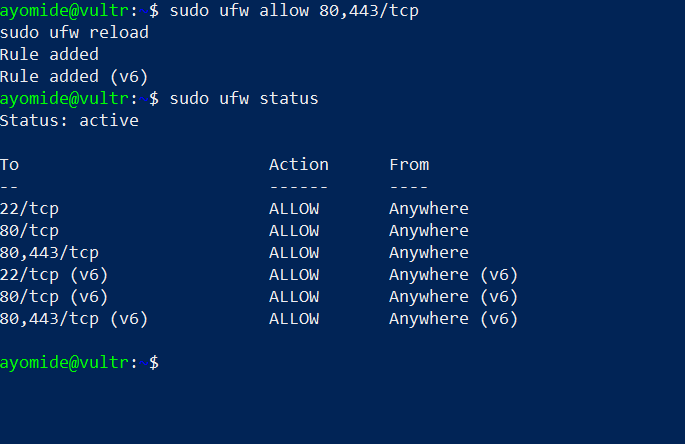 ayomide@vultr:~$ sudo ufw allow 80,443/tcp
sudo ufw reload
Rule added
Rule added (v6)
ayomide@vultr:~$ sudo ufw status
Status: active
To                         Action      From
--                         ------      ----
22/tcp                     ALLOW       Anywhere
80/tcp                     ALLOW       Anywhere
80,443/tcp                 ALLOW       Anywhere
22/tcp (v6)                ALLOW       Anywhere (v6)
80/tcp (v6)                ALLOW       Anywhere (v6)
80,443/tcp (v6)            ALLOW       Anywhere (v6)
ayomide@vultr:~$